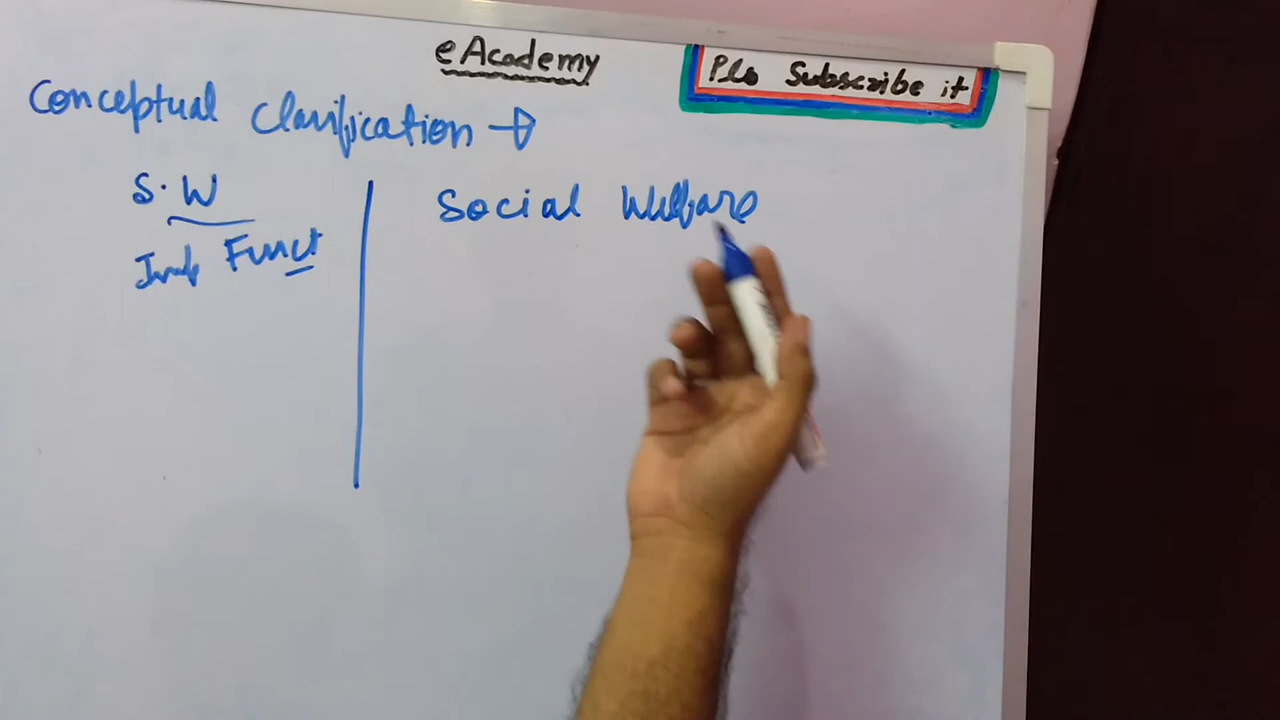 eAcademy
Pls Subscribe it
Conceptual Clarification →
S.W
Funct
Social Welfare